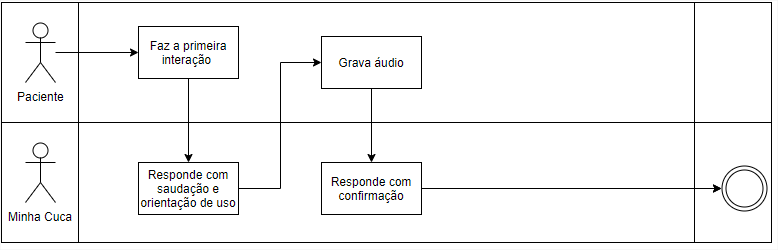 Faz a primeira
interação
Grava áudio
Paciente
Responde com
saudação e
orientação de uso
Responde com
confirmação
Minha Cuca